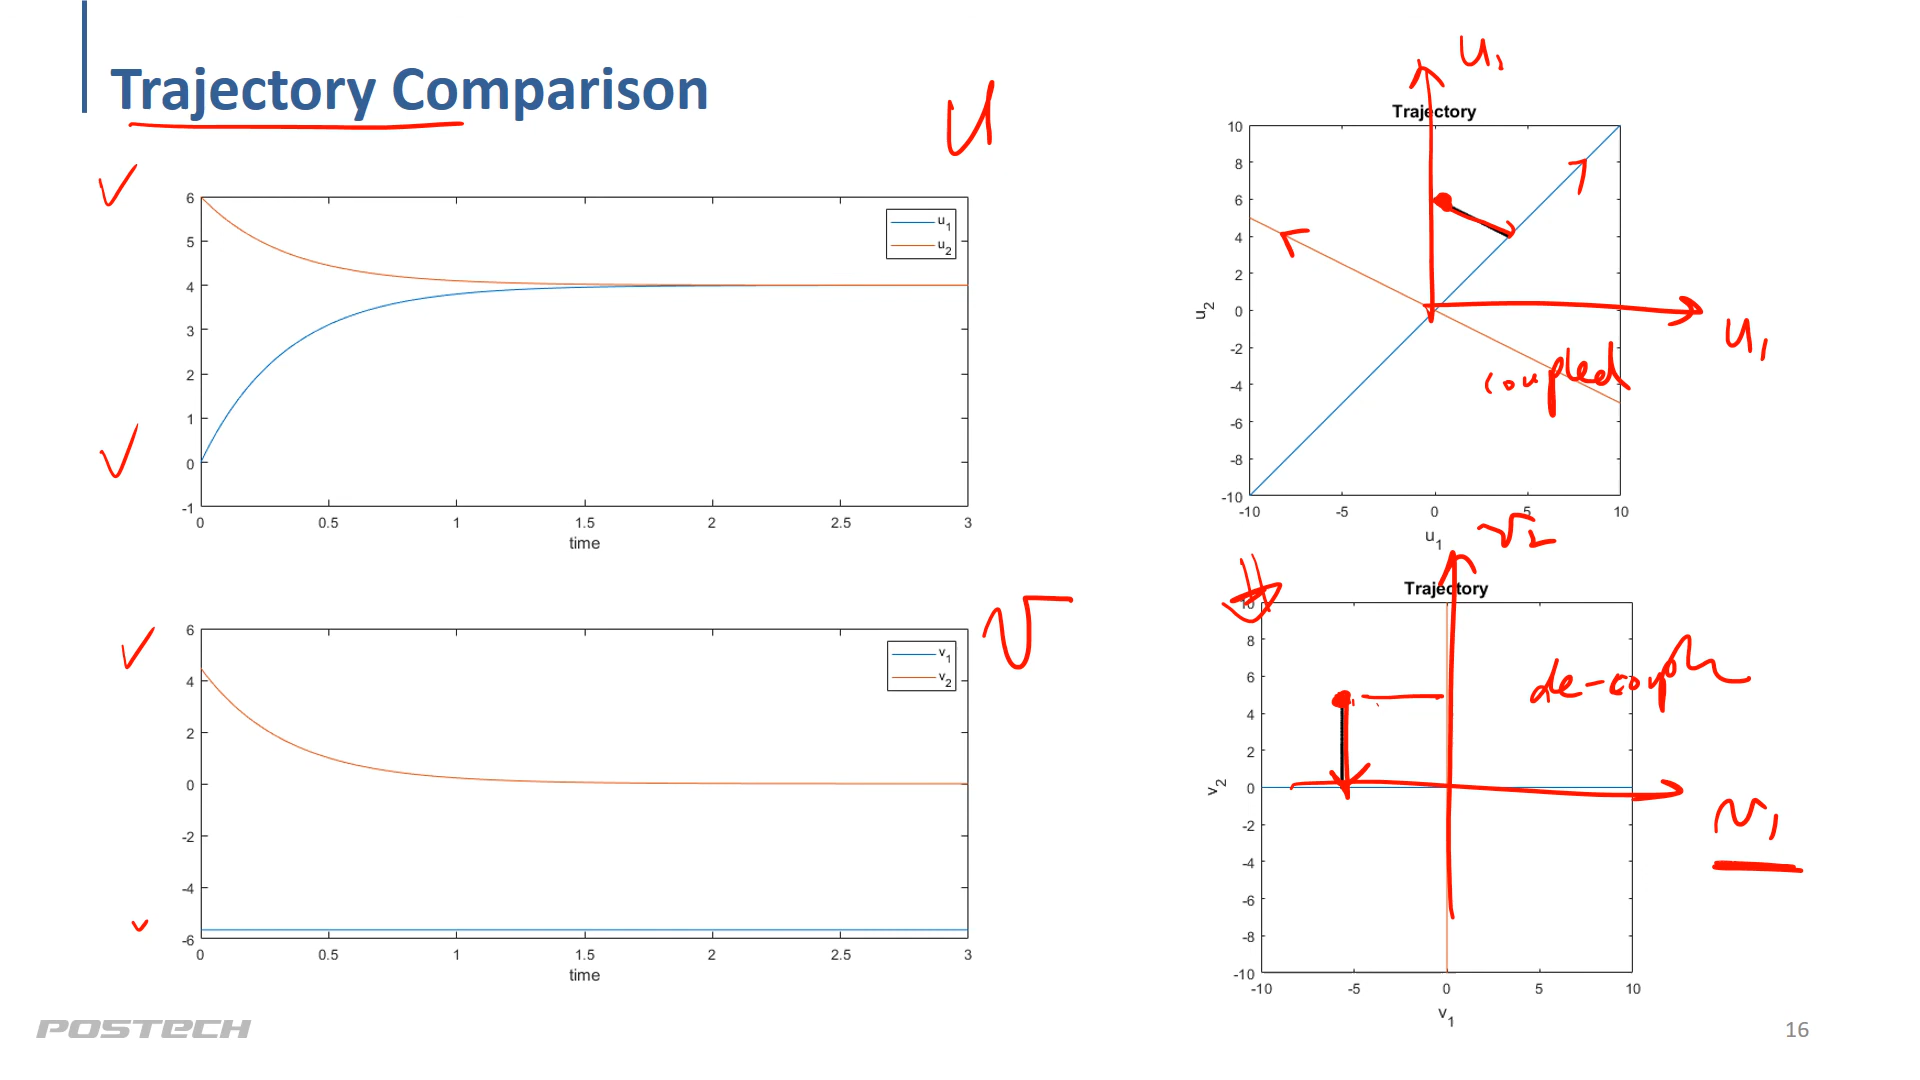 Trajectory Comparison
u
6
5
4
3
2
1
0
-1
0 0.5 1 1.5 2 2.5 3
time
u1
u2
u1
Trajectory
10
8
6
4
2
0
-2
-4
-6
-8
-10
-10 -5 0 5 10
u2
u1
u1
coupled
v
6
4
2
0
-2
-4
-6
0 0.5 1 1.5 2 2.5 3
time
v1
v2
v2
Trajectory
10
8
6
4
2
0
-2
-4
-6
-8
-10
-10 -5 0 5 10
v2
v1
v1
POSTECH
16